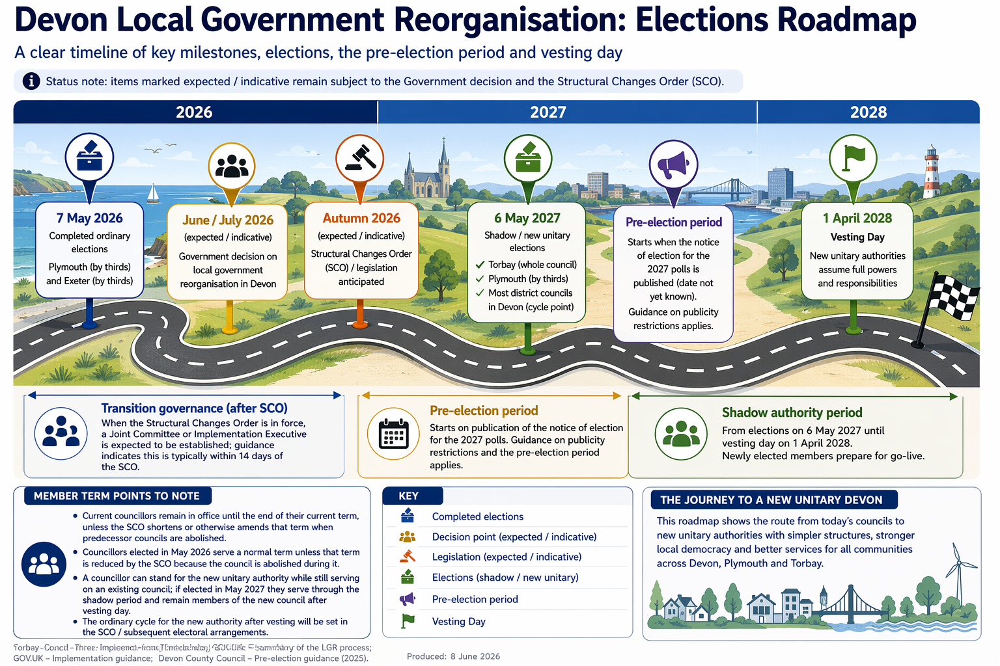 Devon Local Government Reorganisation: Elections Roadmap
A clear timeline of key milestones, elections, the pre-election period and vesting day
i Status note: items marked expected / indicative remain subject to the Government decision and the Structural Changes Order (SCO).
2026
2027
2028
7 May 2026
Completed ordinary
elections
Plymouth (by thirds)
and Exeter (by thirds)
June / July 2026
(expected / indicative)
Government decision on
local government
reorganisation in Devon
Autumn 2026
(expected / indicative)
Structural Changes Order
(SCO) / legislation
anticipated
6 May 2027
Shadow / new unitary
elections
✓ Torbay (whole council)
✓ Plymouth (by thirds)
✓ Most district councils
in Devon (cycle point)
Pre-election period
Starts when the notice
of election for the
2027 polls is
published (date not
yet known).
Guidance on publicity
restrictions applies.
1 April 2028
Vesting Day
New unitary authorities
assume full powers
and responsibilities
Transition governance (after SCO)
When the Structural Changes Order is in force,
a Joint Committee or Implementation Executive
is expected to be established; guidance
indicates this is typically within 14 days of
the SCO.
Pre-election period
Starts on publication of the notice of election
for the 2027 polls. Guidance on publicity
restrictions and the pre-election period
applies.
Shadow authority period
From elections on 6 May 2027 until
vesting day on 1 April 2028.
Newly elected members prepare for go-live.
MEMBER TERM POINTS TO NOTE
• Current councillors remain in office until the end of their current term,
unless the SCO shortens or otherwise amends that term when
predecessor councils are abolished.
• Councillors elected in May 2026 serve a normal term unless that term
is reduced by the SCO because the council is abolished during it.
• A councillor can stand for the new unitary authority while still serving
on an existing council; if elected in May 2027 they serve through the
shadow period and remain members of the new council after
vesting day.
• The ordinary cycle for the new authority after vesting will be set in
the SCO / subsequent electoral arrangements.
KEY
Completed elections
Decision point (expected / indicative)
Legislation (expected / indicative)
Elections (shadow / new unitary)
Pre-election period
Vesting Day
THE JOURNEY TO A NEW UNITARY DEVON
This roadmap shows the route from today's councils to
new unitary authorities with simpler structures, stronger
local democracy and better services for all communities
across Devon, Plymouth and Torbay.
of the LGR process;
GOV.UK – Implementation guidance; Devon County Council – Pre-election guidance (2025).
Produced: 8 June 2026